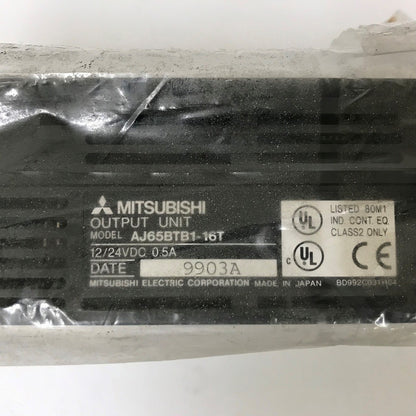 MITSUBISHI
OUTPUT UNIT
MODEL AJ65BTB1-16T
12/24VDC 0.5A
DATE 9903A
MITSUBISHI ELECTRIC CORPORATION MADE IN JAPAN
UL LISTED 80M1
IND. CONT. EQ.
CLASS2 ONLY
c UL